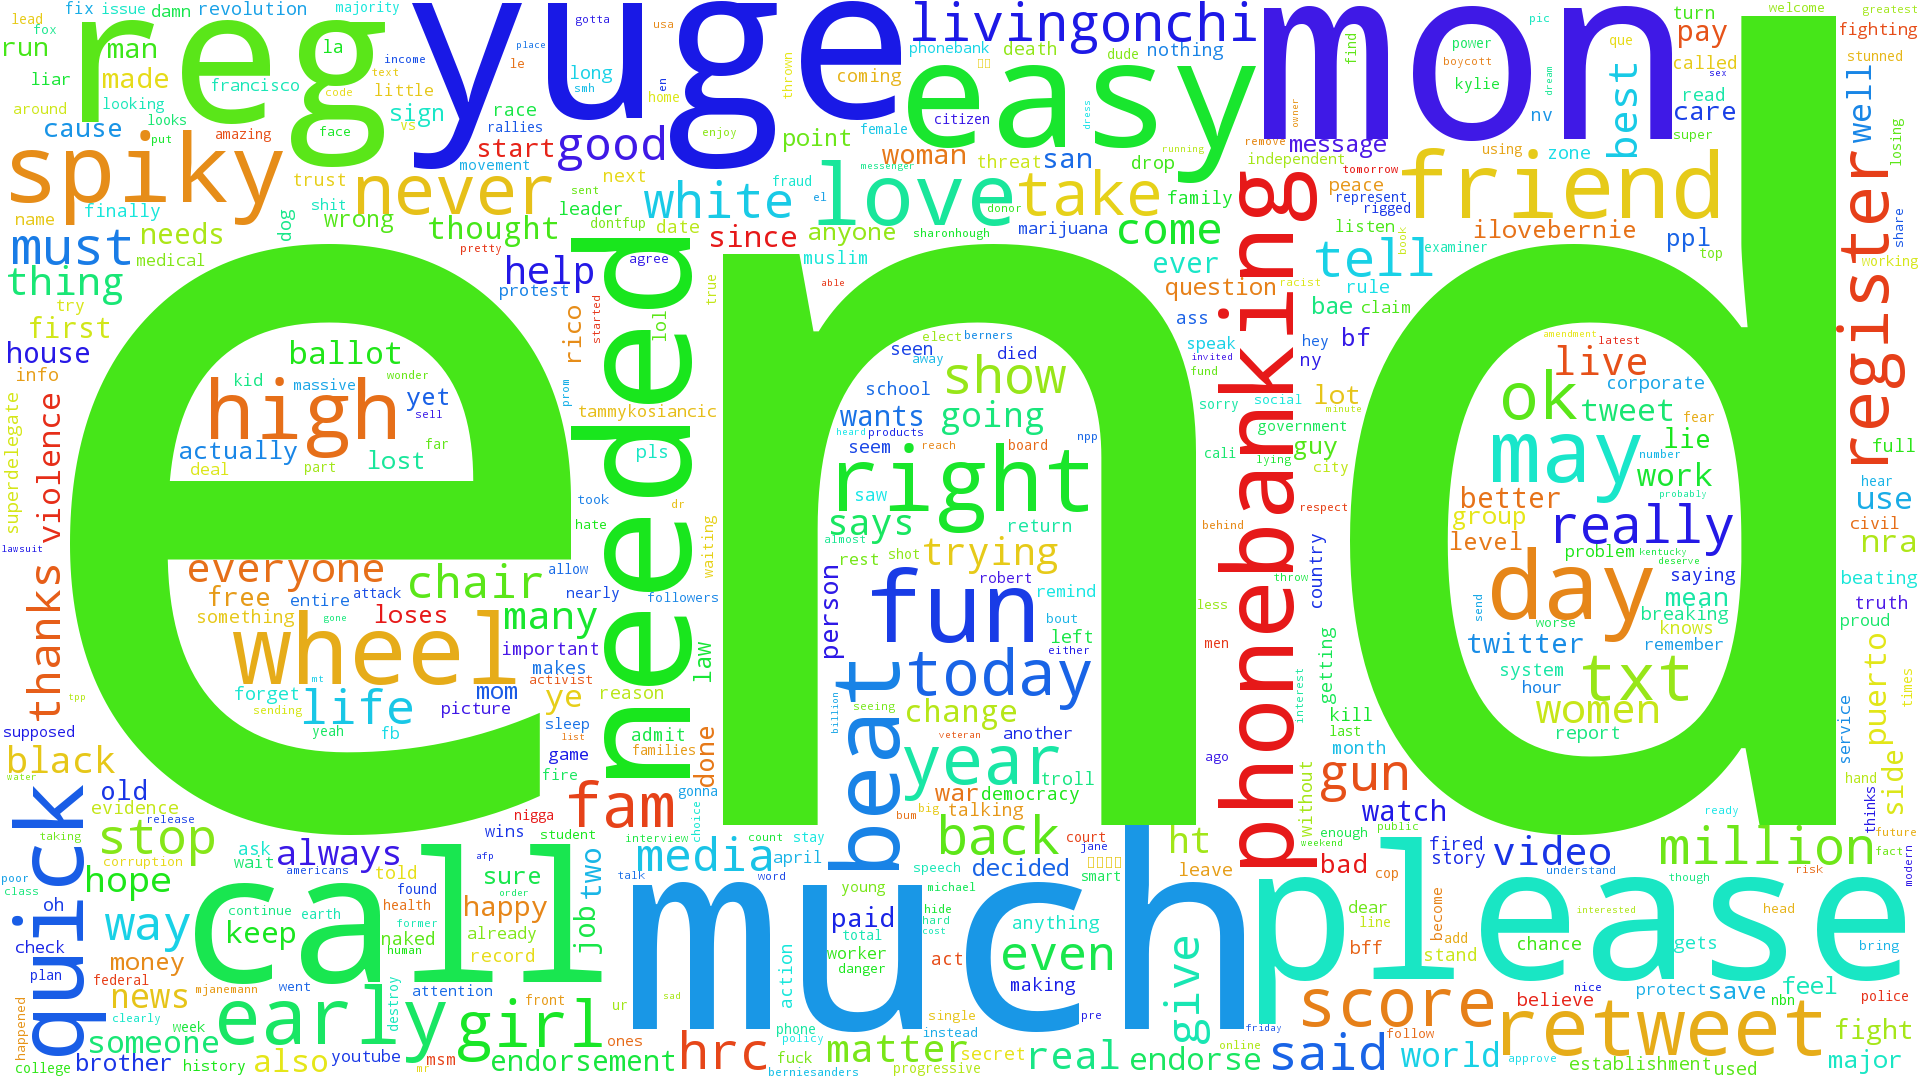 end
yuge
mon
reg
easy
much
call
please
needed
phonebanking
friend
spiky
love
livingonchi
register
quick
wheel
high
right
fun
day
may
really
today
year
beat
early
girl
score
retweet
million
never
take
white
good
must
thing
thought
help
since
come
tell
ilovebernie
ppl
best
well
care
pay
message
woman
san
point
start
sign
made
man
run
cause
needs
first
house
ballot
yet
actually
lost
everyone
chair
free
loses
many
life
mom
ye
fam
done
law
thanks
violence
black
old
stop
hope
way
always
keep
sure
happy
job
two
media
back
decided
paid
even
give
ht
endorse
real
matter
hrc
endorsement
also
youtube
brother
someone
news
money
said
world
believe
save
feel
fight
major
establishment
used
video
watch
gun
bad
fired
story
women
txt
twitter
mean
better
group
level
work
lie
ok
tweet
live
show
going
wants
says
trying
person
change
another
war
democracy
talking
question
ever
anyone
bae
bf
guy
lot
country
getting
kill
month
use
nra
puerto
side
truth
proud
beating
civil
full
hear
fix
issue
damn
revolution
majority
lead
fox
liar
around
looking
looks
put
francisco
amazing
face
code
text
little
income
la
gotta
usa
place
le
long
smh
en
home
race
rallies
movement
vs
enjoy
phonebank
death
dude
nothing
coming
thrown
citizen
female
threat
drop
dress
messenger
running
family
remove
owner
independent
tomorrow
peace
represent
rigged
listen
book
examiner
power
boycott
kylie
dream
find
pic
nv
que
zone
using
turn
called
sex
read
super
welcome
greatest
fighting
stunned
losing
share
working
top
name
finally
medical
dog
trust
shit
wrong
pretty
next
sent
leader
dontfup
date
fraud
el
donor
sharonhough
marijuana
muslim
able
agree
protest
true
started
rico
lol
prom
try
info
superdelegate
lawsuit
kid
massive
wonder
sell
deal
part
far
tammykosiancic
pls
took
hate
dr
waiting
allow
nearly
followers
attack
entire
something
gone
important
makes
activist
reason
forget
sending
mt
yeah
fb
picture
sleep
list
game
fire
admit
families
gonna
tpp
supposed
water
evidence
release
taking
corruption
poor
class
oh
check
plan
federal
happened
college
clearly
week
history
mjanemann
went
ask
wait
americans
told
found
health
former
continue
earth
naked
human
destroy
attention
msm
mr
already
record
order
front
afp
wins
nigga
student
talk
interview
choice
count
stay
april
word
ones
ur
sad
action
phone
policy
fuck
berniesanders
progressive
secret
single
instead
young
total
worker
danger
speech
michael
hide
hard
cost
act
anything
making
pre
online
friday
court
jane
smart
leave
big
bum
billion
seeing
veteran
troll
left
either
bout
remind
robert
shot
rest
almost
return
saw
seem
heard
products
reach
board
npp
school
seen
away
elect
berners
died
ass
speak
invited
fund
sorry
social
government
cali
lying
city
minute
respect
behind
throw
less
men
interest
ago
without
weekend
enough
public
last
hey
ny
rule
claim
racist
amendment
latest
corporate
fear
number
probably
problem
kentucky
deserve
saying
breaking
knows
remember
worse
send
system
hour
report
service
times
hand
thinks
future
ready
fact
modern
understand
though
risk
cop
dear
line
bff
become
add
stand
interested
chance
gets
head
bring
nice
protect
nbn
police
follow
approve